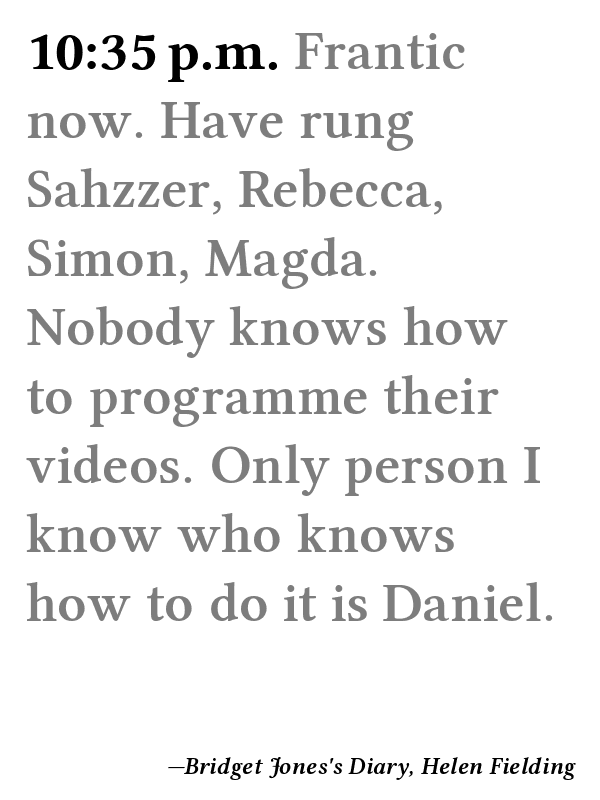 10:35 p.m. Frantic
now. Have rung
Sahzzer, Rebecca,
Simon, Magda.
Nobody knows how
to programme their
videos. Only person I
know who knows
how to do it is Daniel.
—Bridget Jones's Diary, Helen Fielding